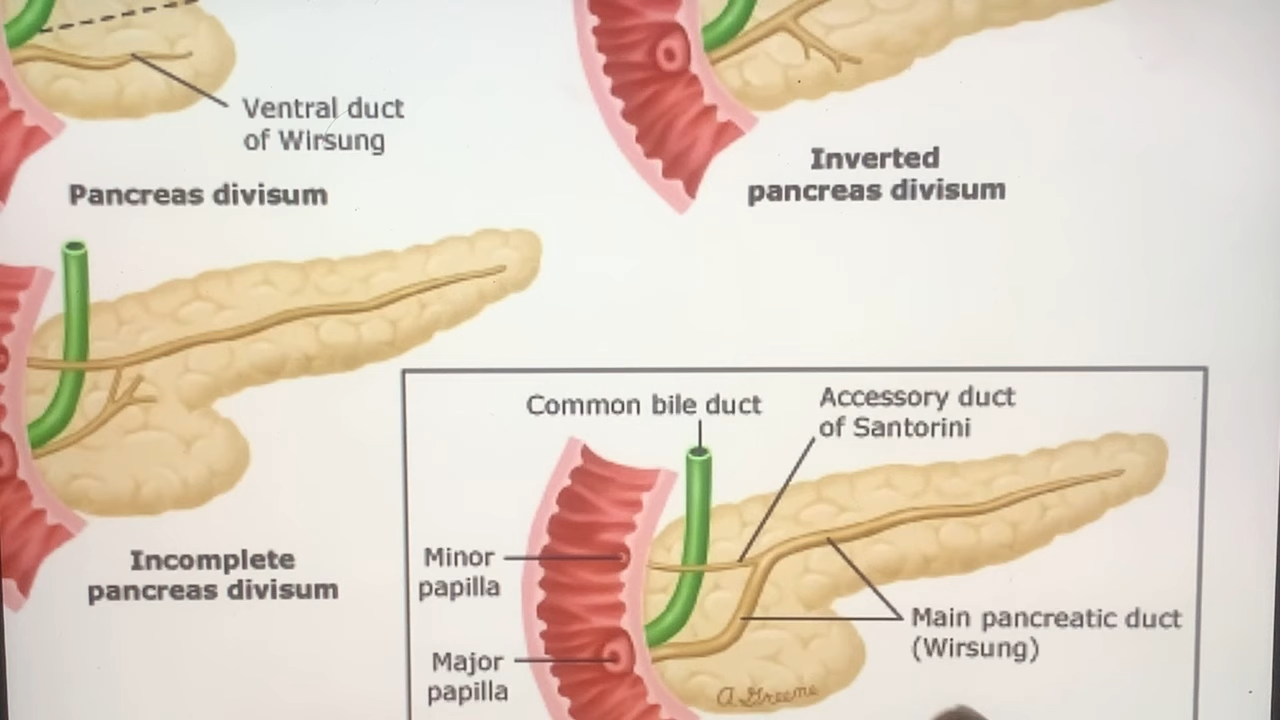 Ventral duct
of Wirsung
Pancreas divisum
Inverted
pancreas divisum
Incomplete
pancreas divisum
Common bile duct
Accessory duct
of Santorini
Minor
papilla
Major
papilla
Main pancreatic duct
(Wirsung)
A. Greene